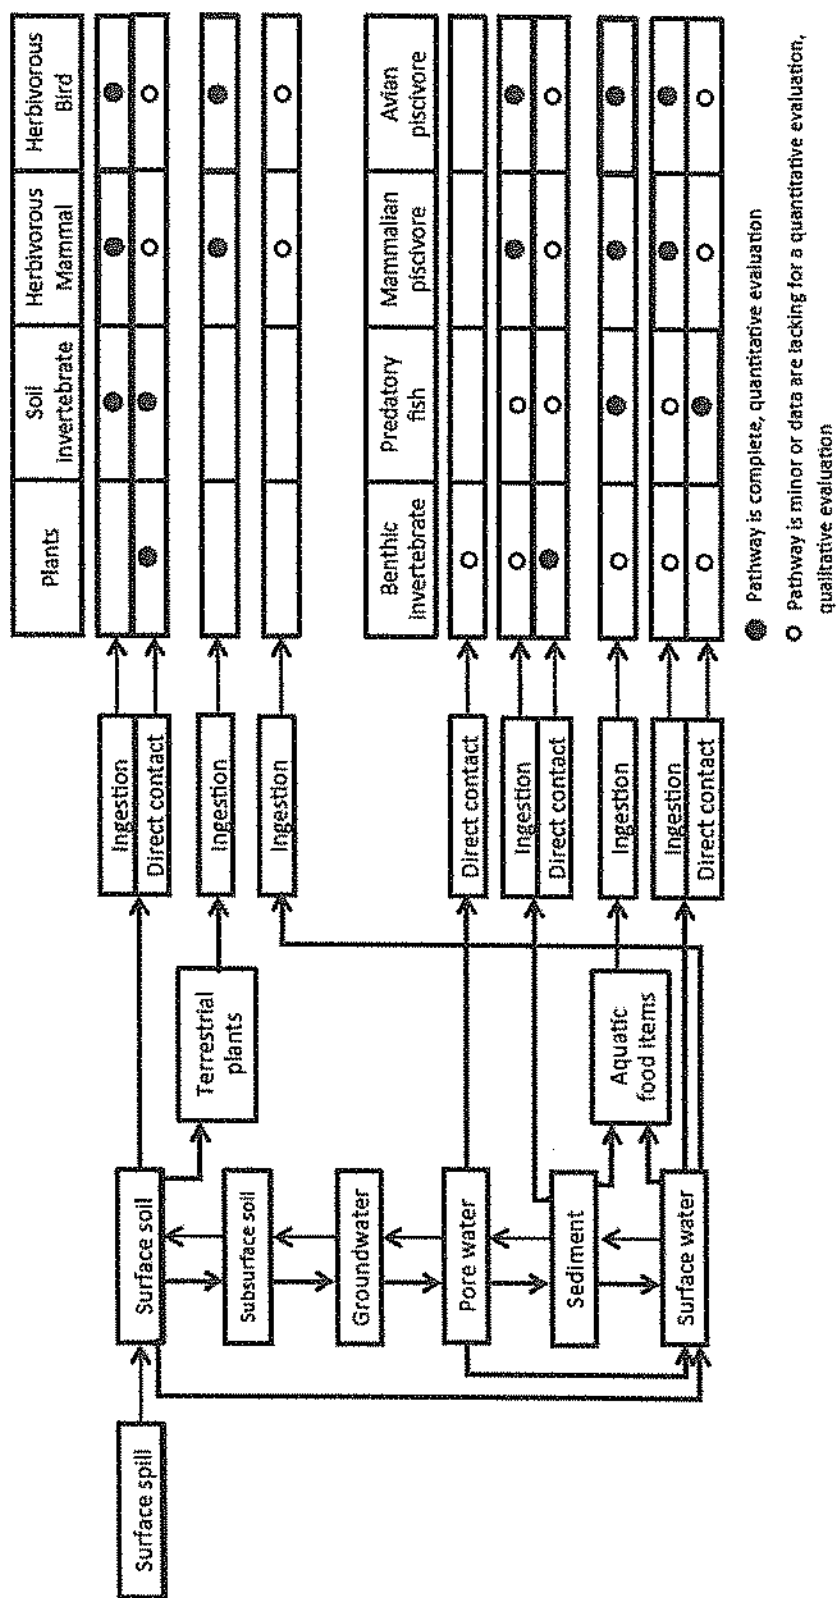 Surface spill
Surface soil
Subsurface soil
Groundwater
Pore water
Sediment
Surface water
Terrestrial
plants
Aquatic
food items
Ingestion
Direct contact
Ingestion
Ingestion
Direct contact
Ingestion
Direct contact
Ingestion
Ingestion
Direct contact
Plants
Soil
invertebrate
Herbivorous
Mammal
Herbivorous
Bird
Benthic
invertebrate
Predatory
fish
Mammalian
piscivore
Avian
piscivore
Pathway is complete, quantitative evaluation
Pathway is minor or data are lacking for a quantitative evaluation,
qualitative evaluation